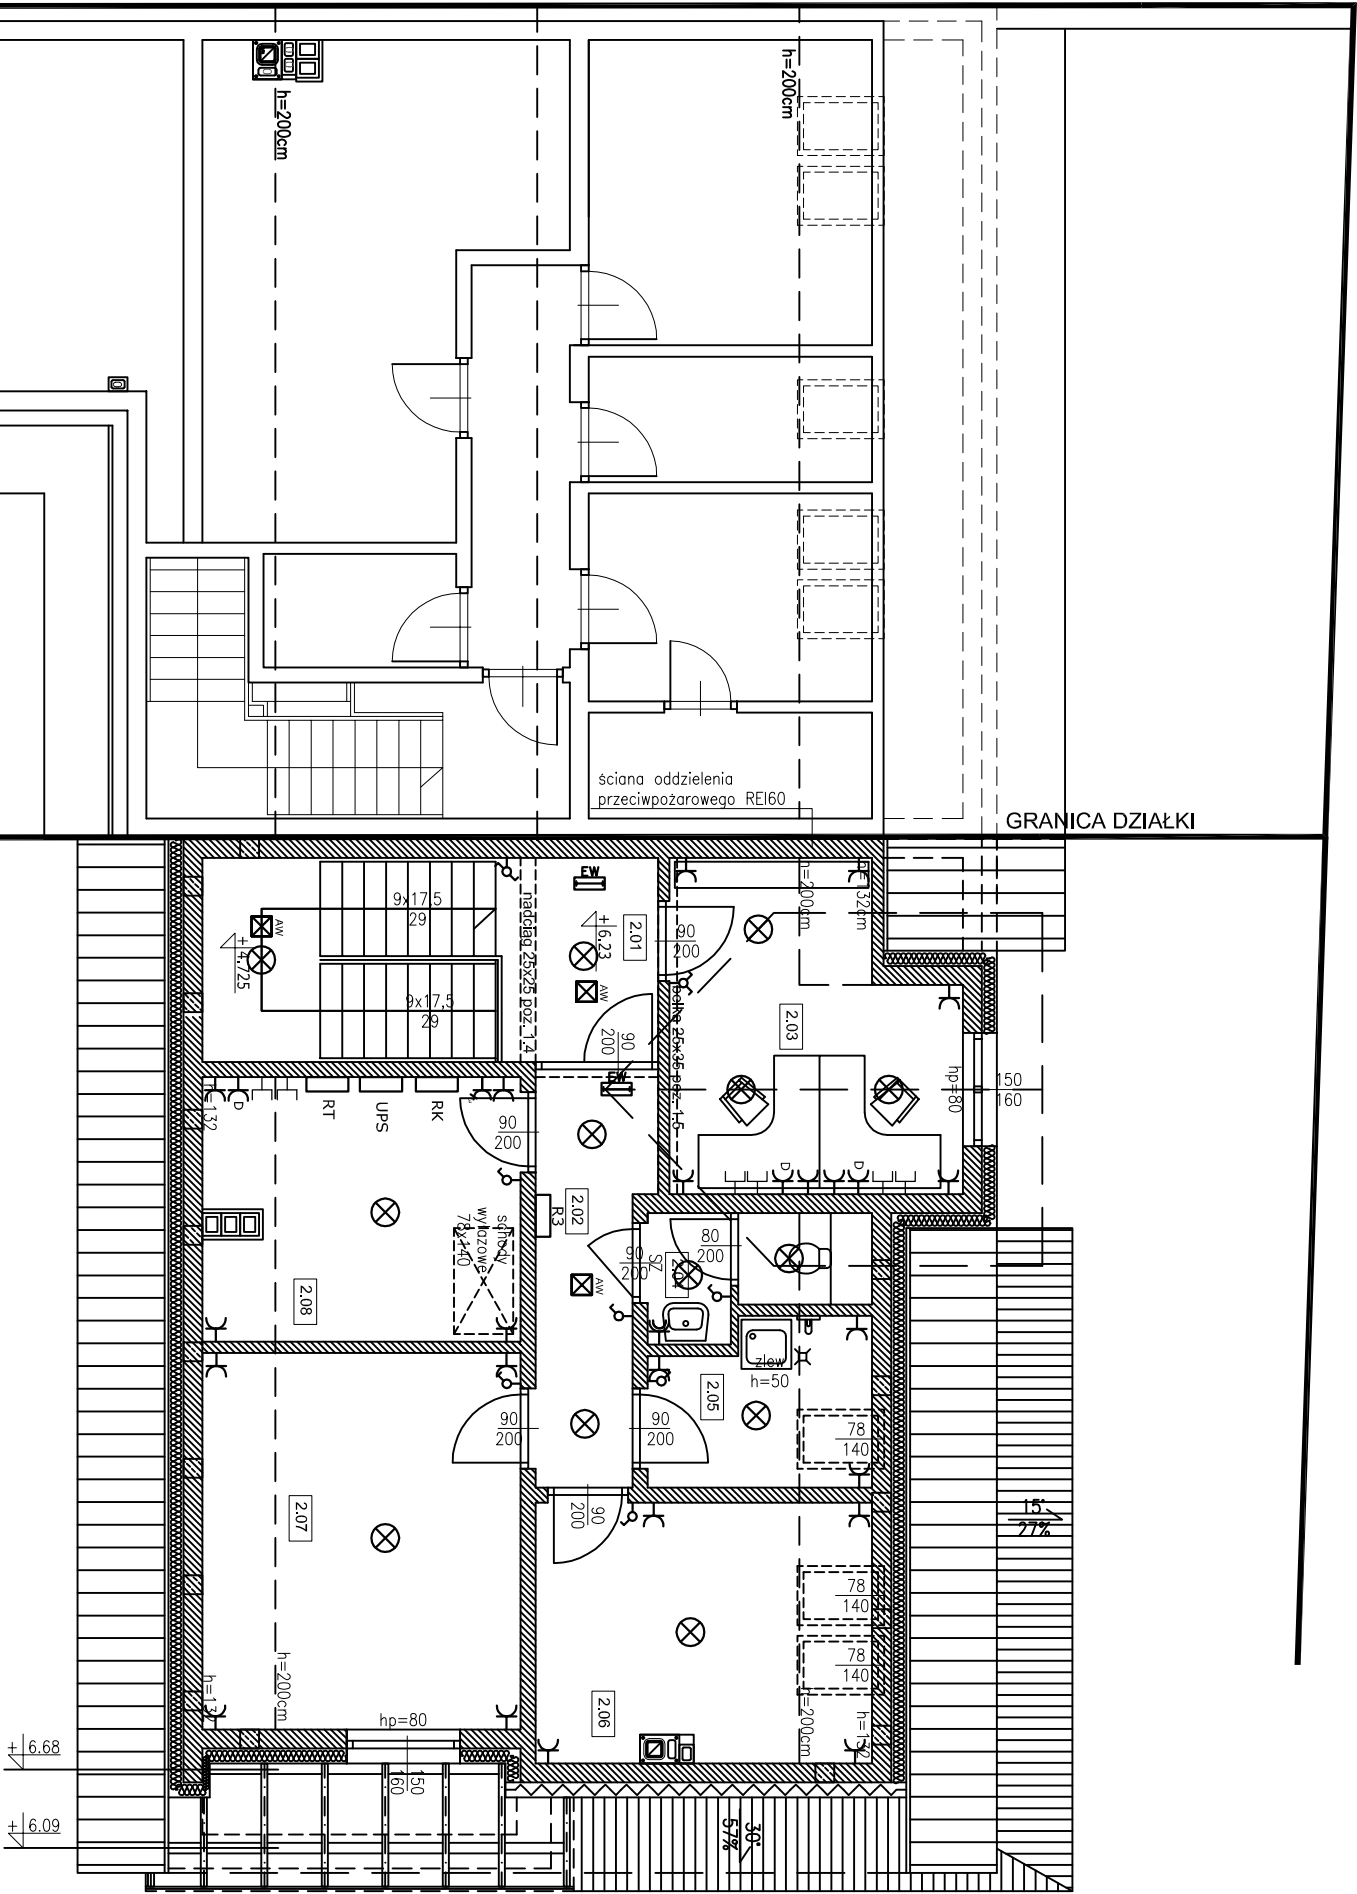 h=200cm
h=200cm
ściana oddzielenia
przeciwpożarowego REI60
GRANICA DZIAŁKI
9x17,5
29
9x17,5
29
AW
+4.725
nadciąg 25x25 poz. 1.4
EW
+6.23
2.01
AW
90
200
90
200
belka 25x35 poz. 1.5
h=200cm
h=132cm
2.03
hp=80
150
160
D
D
EW
h=132
D
RT
UPS
RK
90
200
R3
2.02
schody
wyłazowe
78x140
2.08
AW
90
200
SZ
80
200
zlew
h=50
2.05
78
140
90
200
90
200
90
200
2.07
h=200cm
hp=80
150
160
2.06
78
140
78
140
h=200cm
h=132
15°
27%
30°
57%
+6.68
+6.09